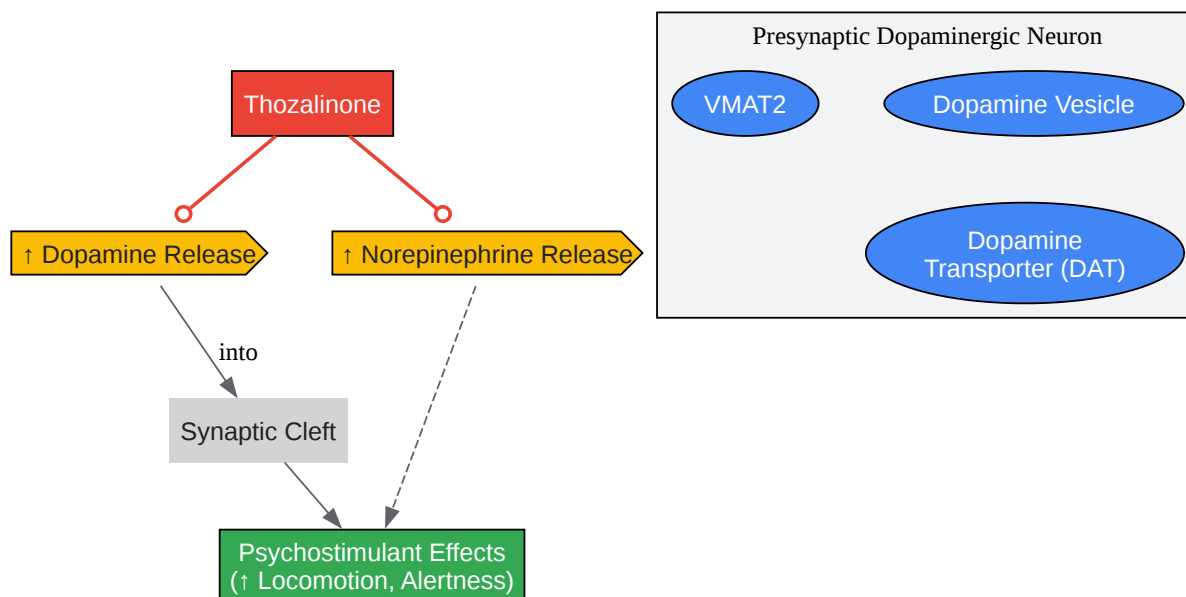 Presynaptic Dopaminergic Neuron
Thozalinone
VMAT2
Dopamine Vesicle
↑ Dopamine Release
↑ Norepinephrine Release
Dopamine
Transporter (DAT)
into
Synaptic Cleft
Psychostimulant Effects
(↑ Locomotion, Alertness)